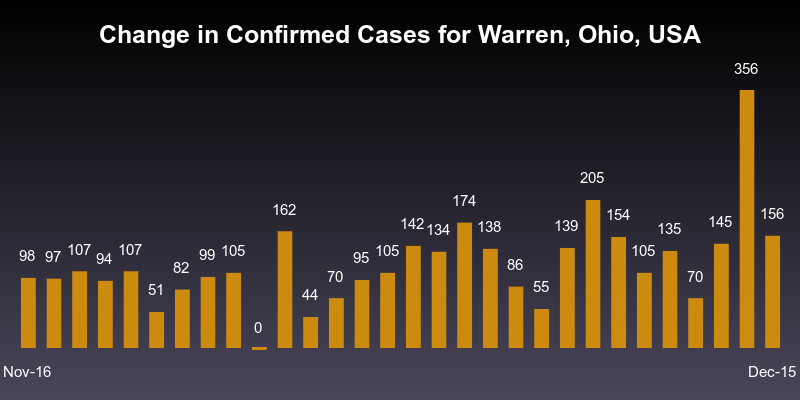 Change in Confirmed Cases for Warren, Ohio, USA
98 97 107 94 107 51 82 99 105 0 162 44 70 95 105 142 134 174 138 86 55 139 205 154 105 135 70 145 356 156
Nov-16 Dec-15